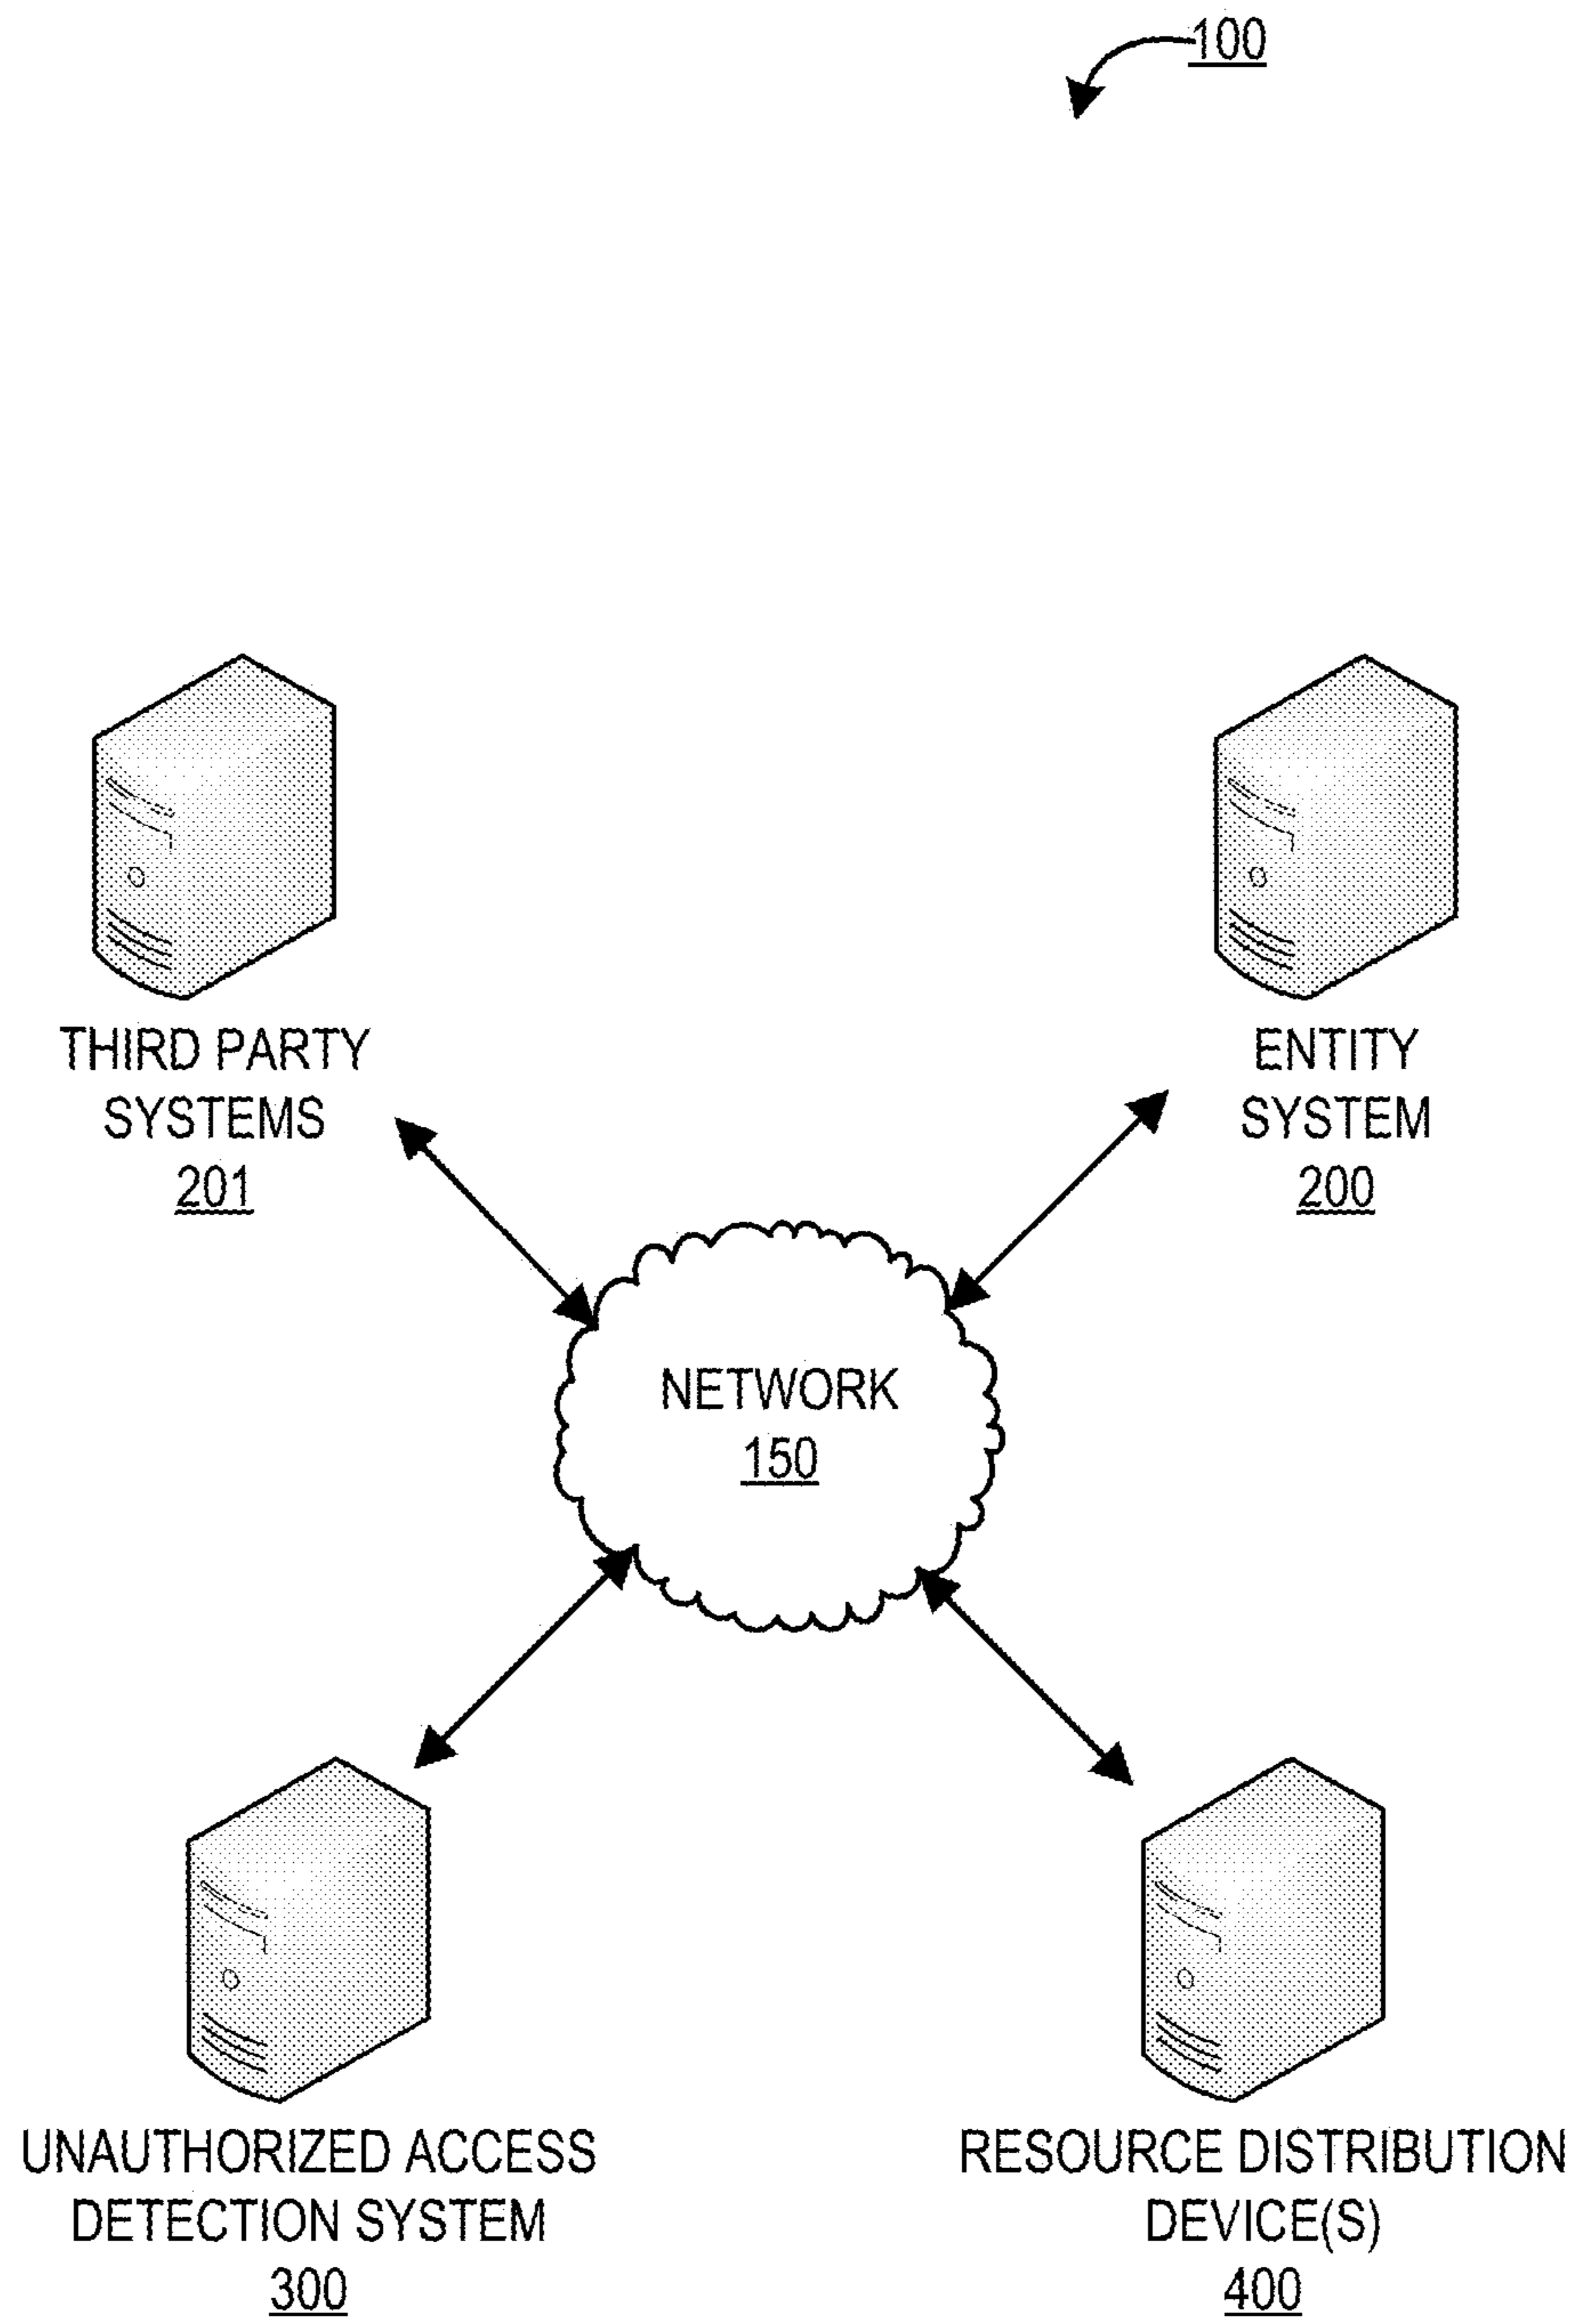 100
THIRD PARTY
SYSTEMS
201
ENTITY
SYSTEM
200
NETWORK
150
UNAUTHORIZED ACCESS
DETECTION SYSTEM
300
RESOURCE DISTRIBUTION
DEVICE(S)
400